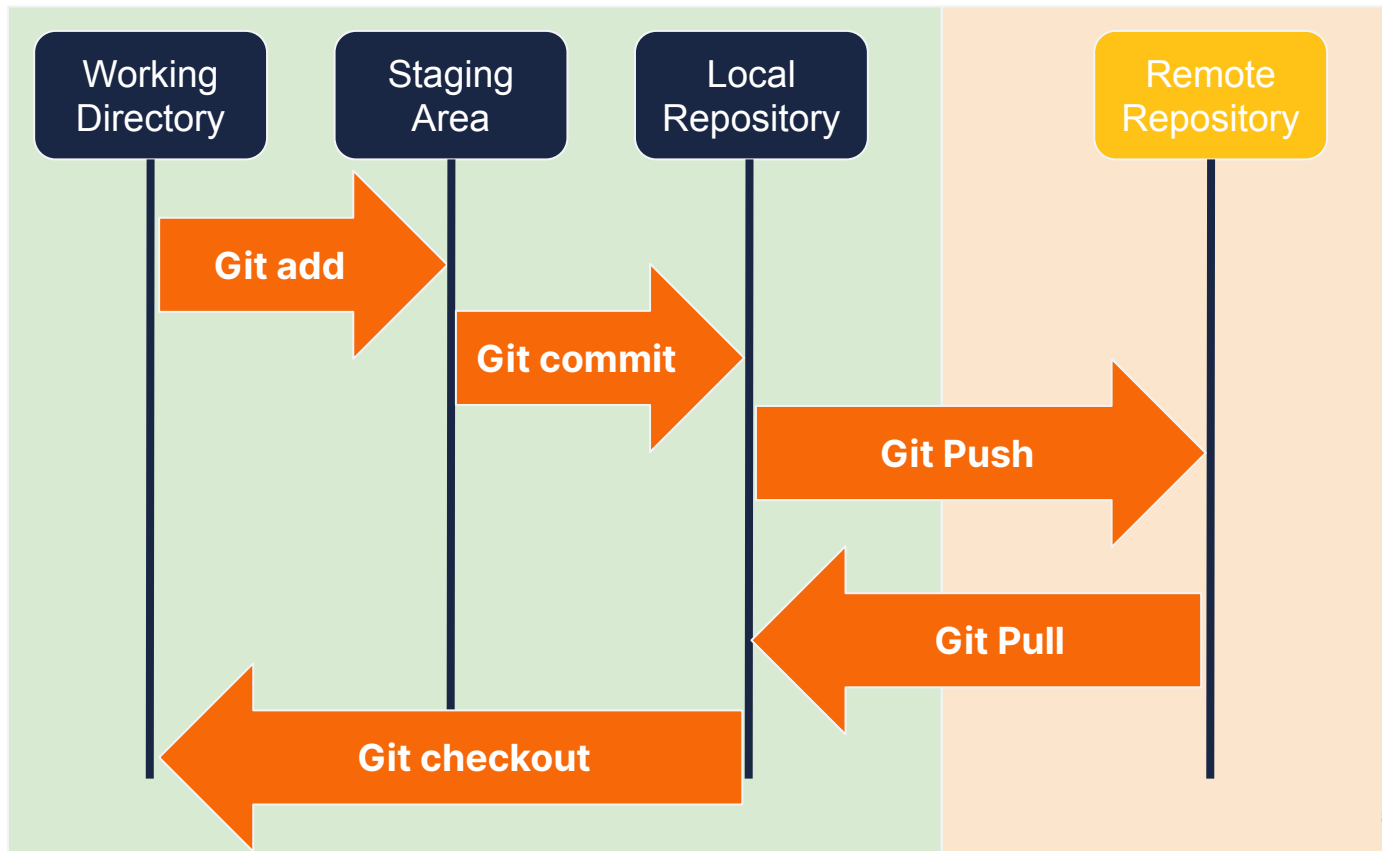 Working
Directory
Staging
Area
Local
Repository
Remote
Repository
Git add
Git commit
Git Push
Git Pull
Git checkout